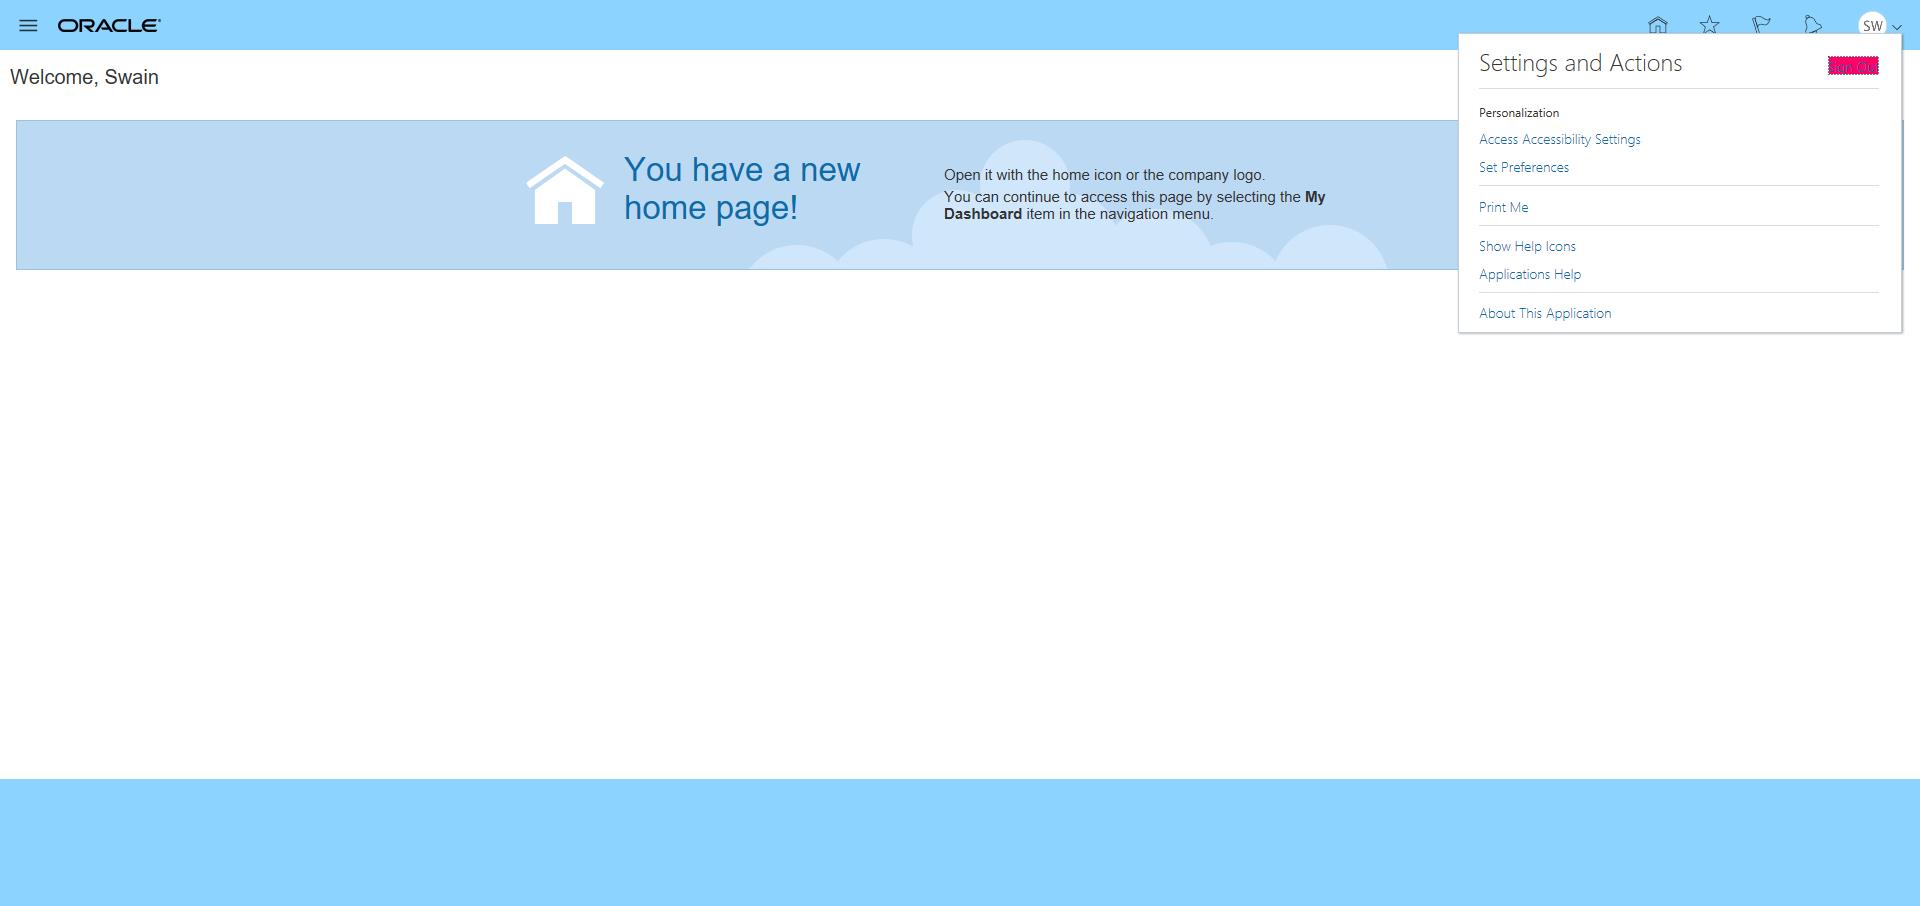 ORACLE
SW
Welcome, Swain
Settings and Actions
Personalization
Access Accessibility Settings
Set Preferences
Print Me
Show Help Icons
Applications Help
About This Application
You have a new
home page!
Open it with the home icon or the company logo.
You can continue to access this page by selecting the My
Dashboard item in the navigation menu.